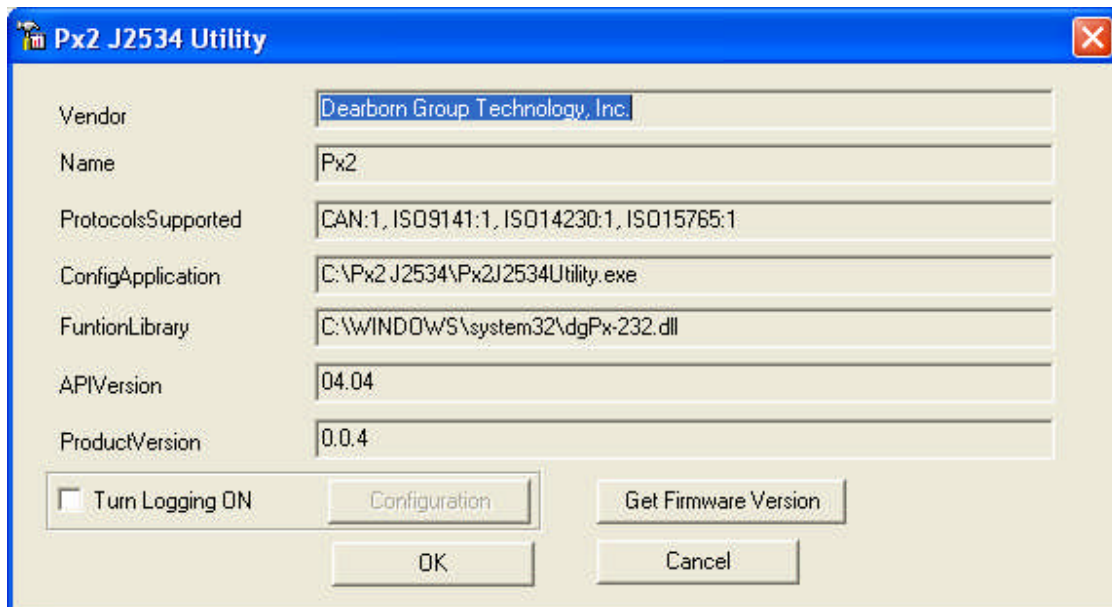 Px2 J2534 Utility
Vendor Dearborn Group Technology, Inc.
Name Px2
ProtocolsSupported CAN:1, ISO9141:1, ISO14230:1, ISO15765:1
ConfigApplication C:\Px2 J2534\Px2J2534Utility.exe
FuntionLibrary C:\WINDOWS\system32\dgPx-232.dll
APIVersion 04.04
ProductVersion 0.0.4
Turn Logging ON Configuration Get Firmware Version
OK Cancel